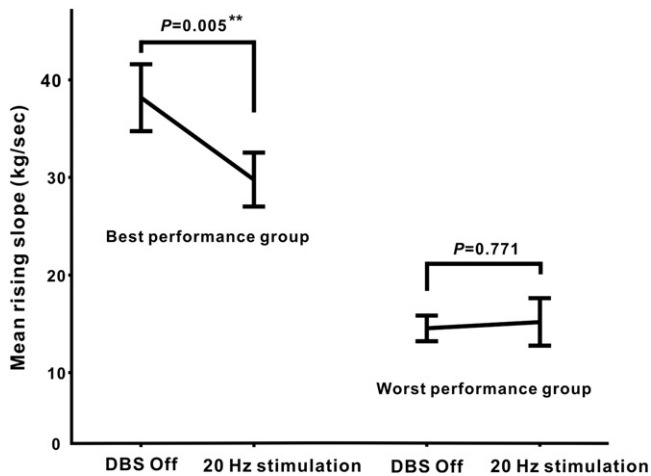 P=0.005**
40
30
20
10
0
Mean rising slope (kg/sec)
Best performance group
P=0.771
Worst performance group
DBS Off 20 Hz stimulation DBS Off 20 Hz stimulation